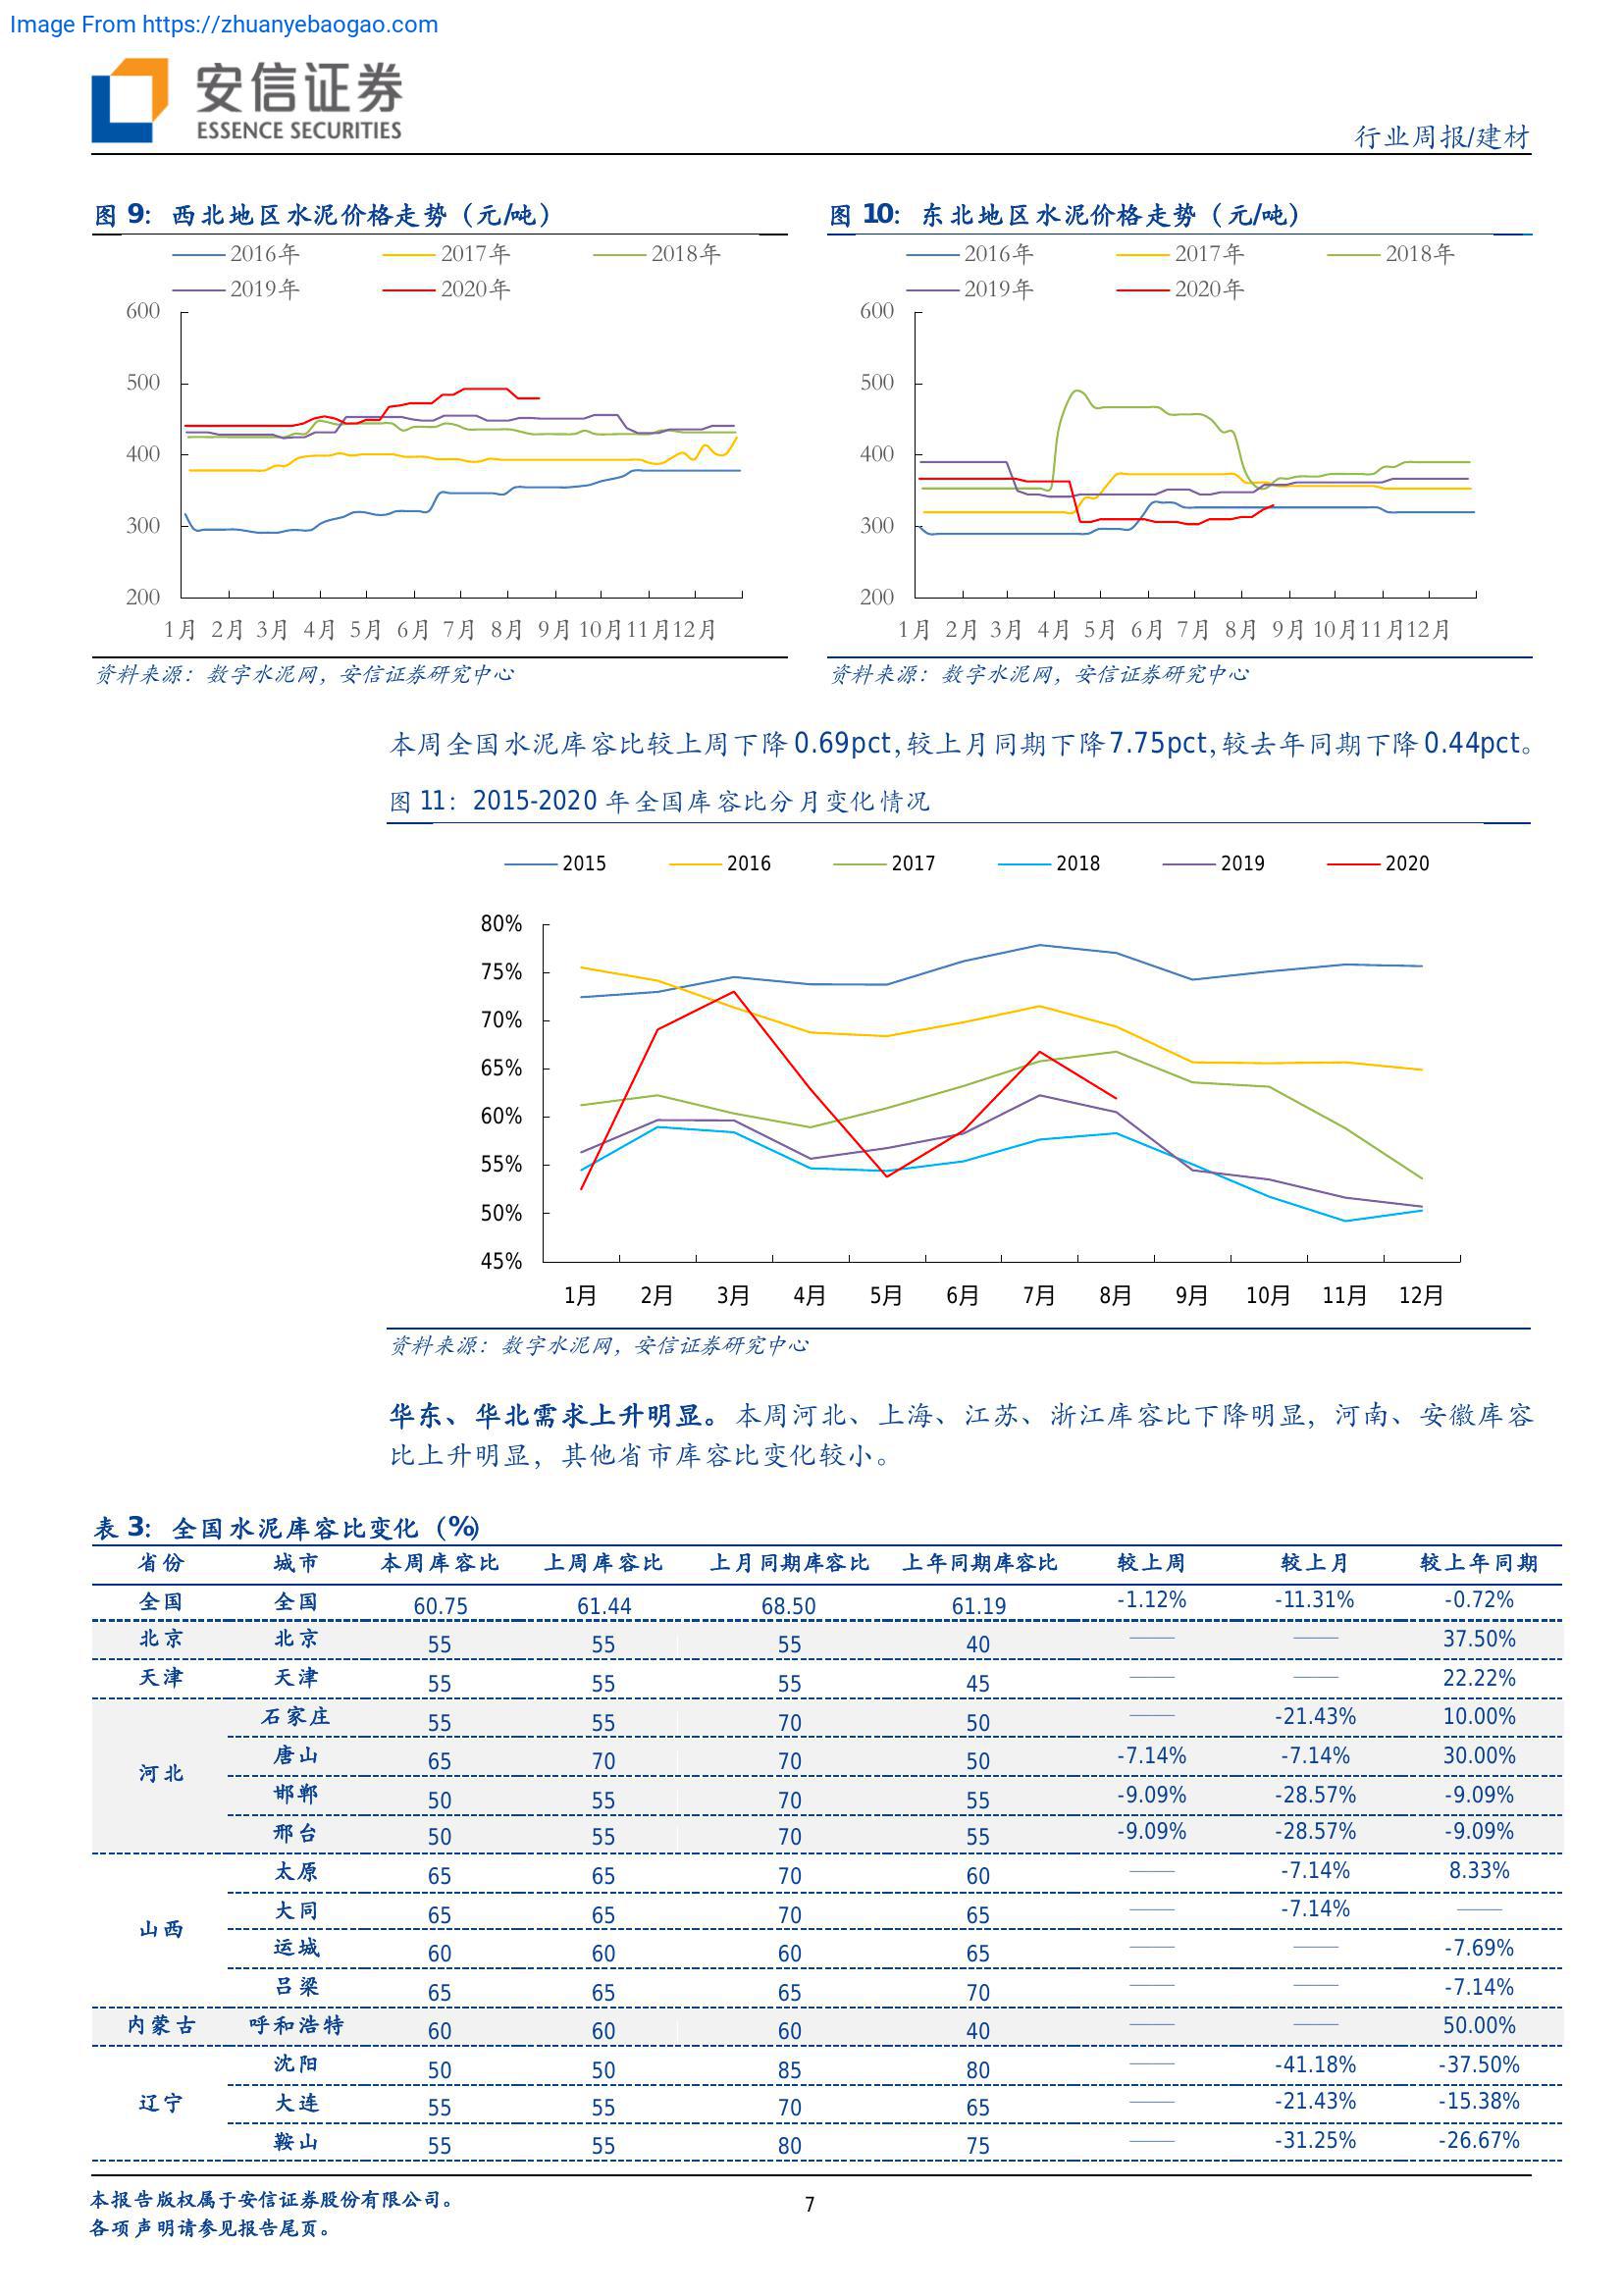 Image From https://zhuanyebaogao.com
安信证券
ESSENCE SECURITIES
行业周报/建材
图 9：西北地区水泥价格走势（元/吨）
2016年 2017年 2018年
2019年 2020年
600
500
400
300
200
1月 2月 3月 4月 5月 6月 7月 8月 9月 10月11月12月
资料来源：数字水泥网，安信证券研究中心
图 10：东北地区水泥价格走势（元/吨）
2016年 2017年 2018年
2019年 2020年
600
500
400
300
200
1月 2月 3月 4月 5月 6月 7月 8月 9月 10月11月12月
资料来源：数字水泥网，安信证券研究中心
本周全国水泥库容比较上周下降 0.69pct，较上月同期下降 7.75pct，较去年同期下降 0.44pct。
图 11：2015-2020 年全国库容比分月变化情况
2015 2016 2017 2018 2019 2020
80%
75%
70%
65%
60%
55%
50%
45%
1月 2月 3月 4月 5月 6月 7月 8月 9月 10月 11月 12月
资料来源：数字水泥网，安信证券研究中心
华东、华北需求上升明显。本周河北、上海、江苏、浙江库容比下降明显，河南、安徽库容
比上升明显，其他省市库容比变化较小。
表 3：全国水泥库容比变化（%）
省份 城市 本周库容比 上周库容比 上月同期库容比 上年同期库容比 较上周 较上月 较上年同期
全国 全国 60.75 61.44 68.50 61.19 -1.12% -11.31% -0.72%
北京 北京 55 55 55 40 —— —— 37.50%
天津 天津 55 55 55 45 —— —— 22.22%
河北 石家庄 55 55 70 50 —— -21.43% 10.00%
唐山 65 70 70 50 -7.14% -7.14% 30.00%
邯郸 50 55 70 55 -9.09% -28.57% -9.09%
邢台 50 55 70 55 -9.09% -28.57% -9.09%
山西 太原 65 65 70 60 —— -7.14% 8.33%
大同 65 65 70 65 —— -7.14% ——
运城 60 60 60 65 —— —— -7.69%
吕梁 65 65 65 70 —— —— -7.14%
内蒙古 呼和浩特 60 60 60 40 —— —— 50.00%
辽宁 沈阳 50 50 85 80 —— -41.18% -37.50%
大连 55 55 70 65 —— -21.43% -15.38%
鞍山 55 55 80 75 —— -31.25% -26.67%
本报告版权属于安信证券股份有限公司。
各项声明请参见报告尾页。
7